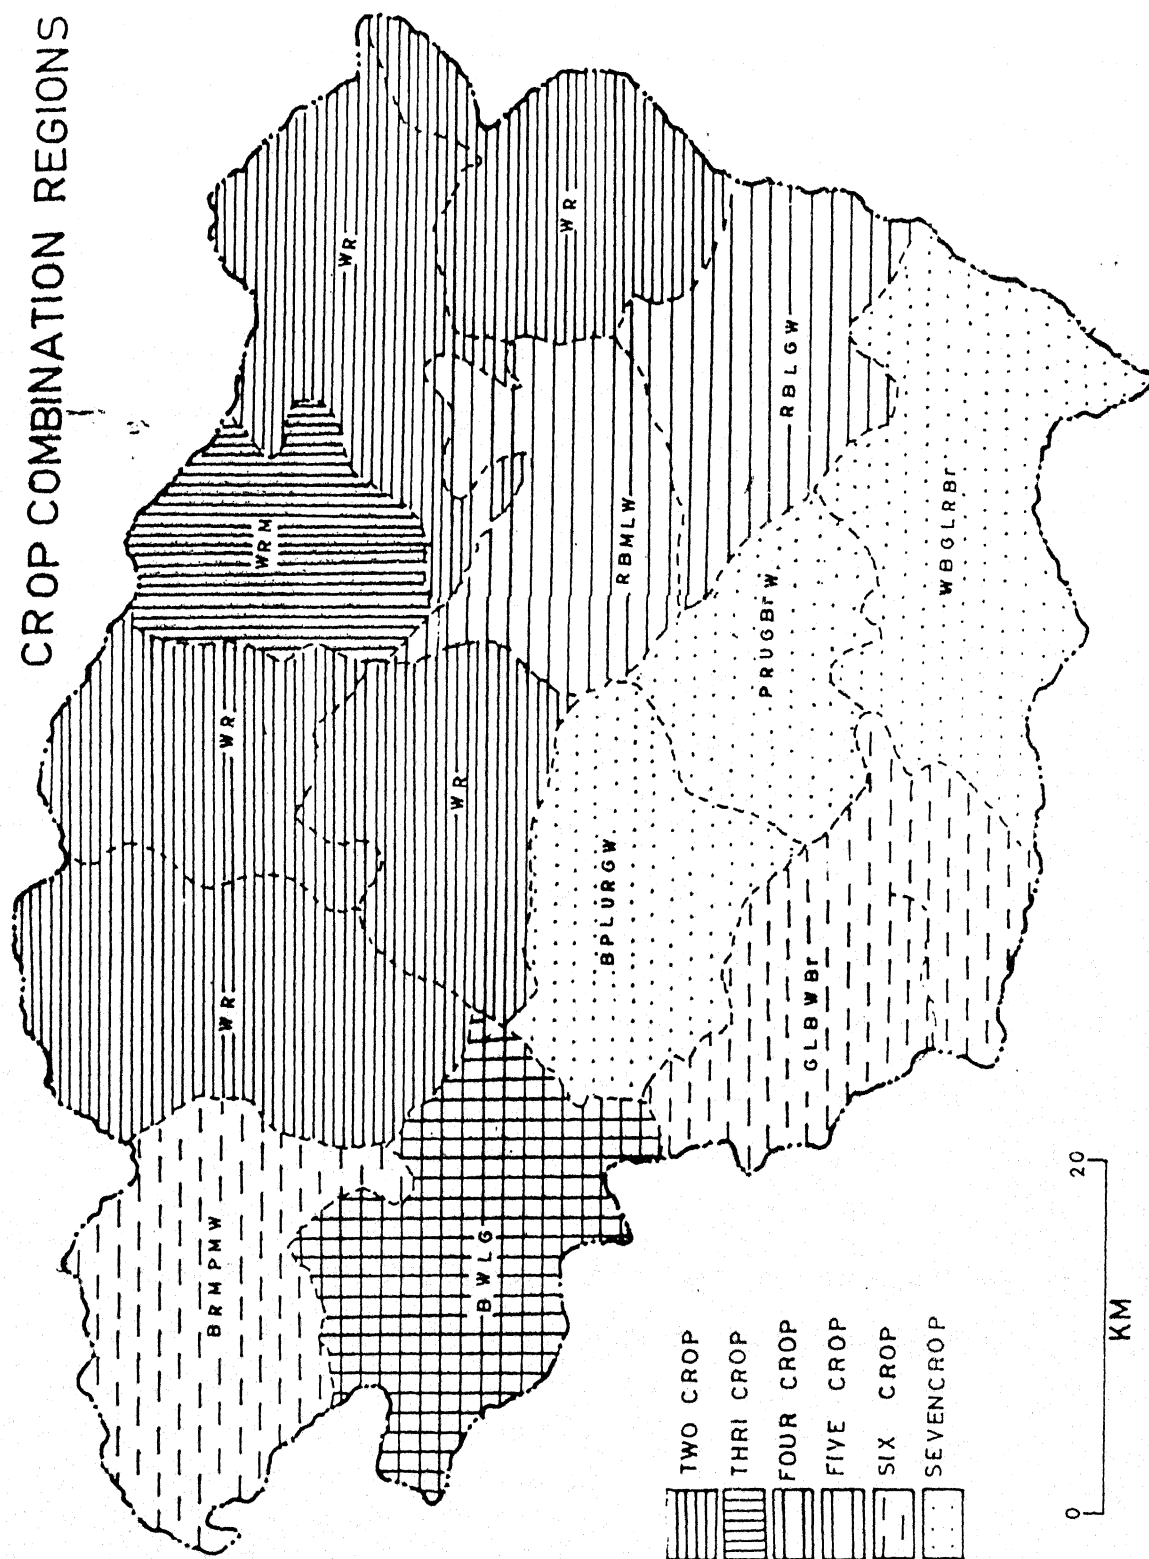 CROP COMBINATION REGIONS
WR
WR
WRM
WR
WR
WR
RBLGW
RBMLW
WBGLRBr
PRUGBrW
BPLURGW
GLBWBr
BRMPMW
BWLG
TWO CROP
THRI CROP
FOUR CROP
FIVE CROP
SIX CROP
SEVENCROP
0 20
KM